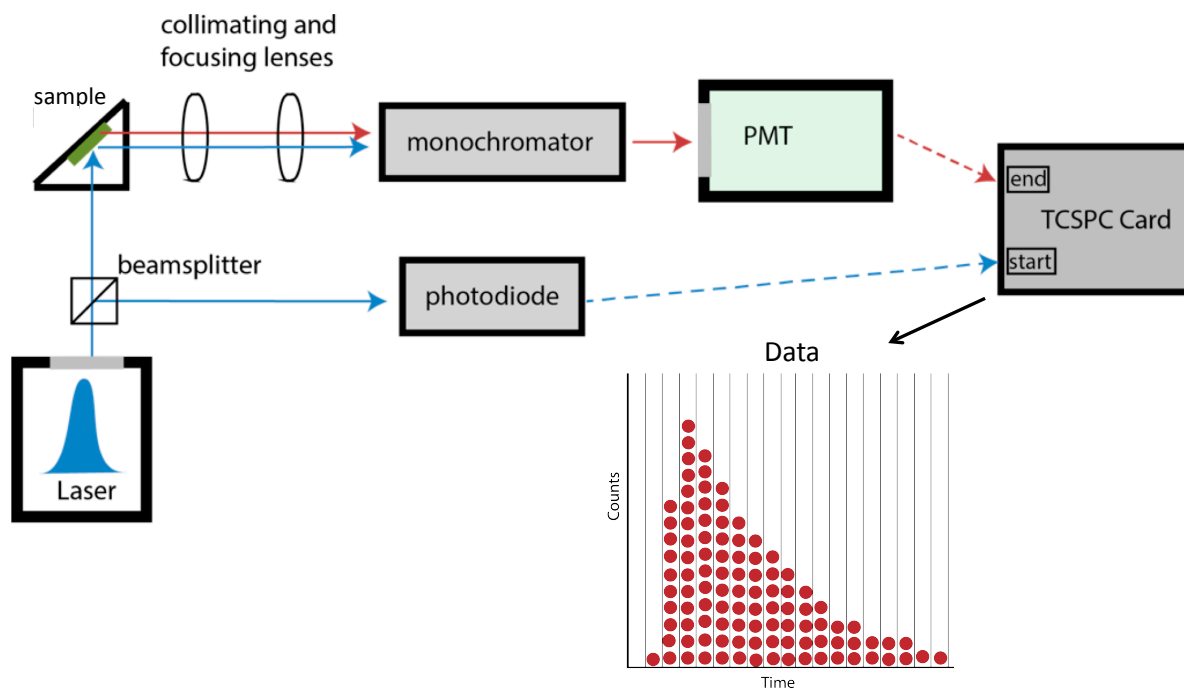 collimating and
focusing lenses
sample
monochromator
PMT
end
TCSPC Card
start
beamsplitter
photodiode
Laser
Data
Counts
Time